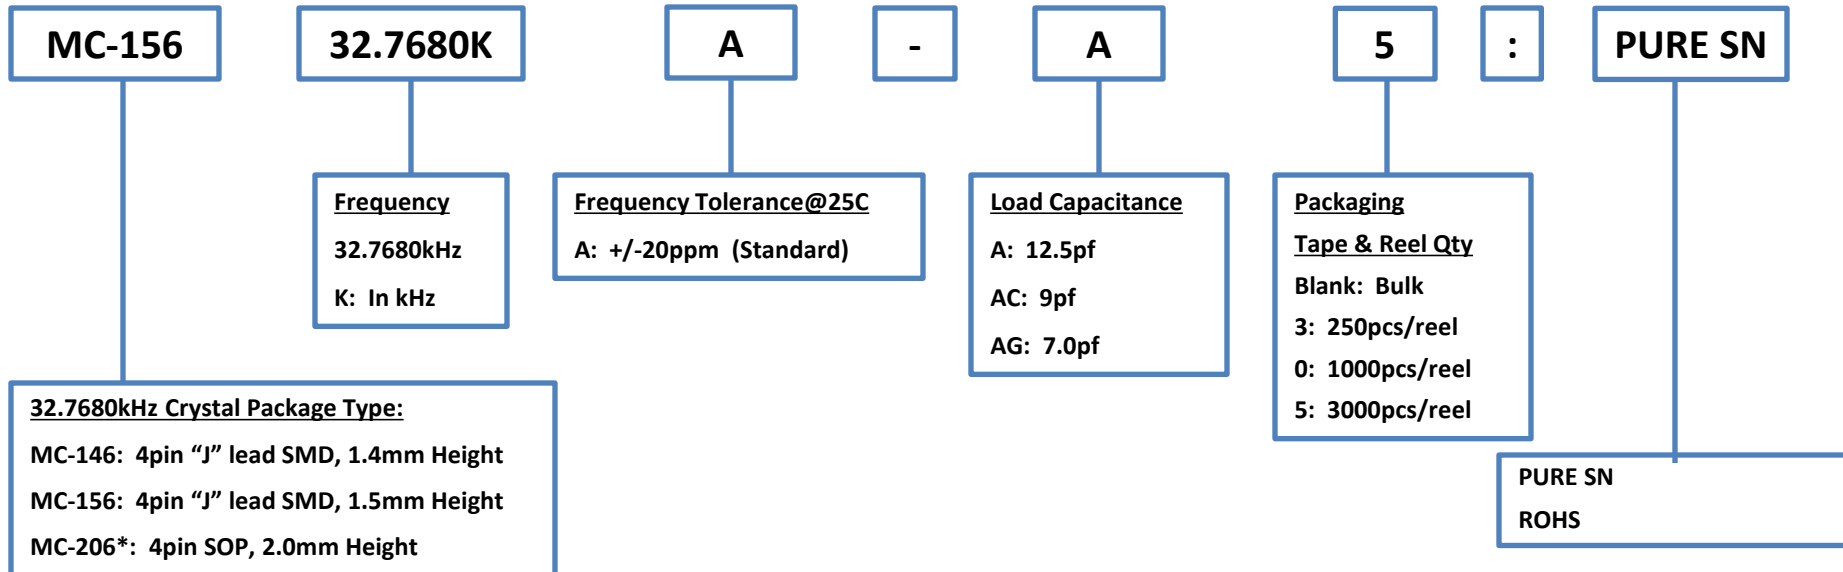 MC-156 32.7680K A - A 5 : PURE SN
Frequency
32.7680kHz
K: In kHz
Frequency Tolerance@25C
A: +/-20ppm (Standard)
Load Capacitance
A: 12.5pf
AC: 9pf
AG: 7.0pf
Packaging
Tape & Reel Qty
Blank: Bulk
3: 250pcs/reel
0: 1000pcs/reel
5: 3000pcs/reel
32.7680kHz Crystal Package Type:
MC-146: 4pin “J” lead SMD, 1.4mm Height
MC-156: 4pin “J” lead SMD, 1.5mm Height
MC-206*: 4pin SOP, 2.0mm Height
PURE SN
ROHS